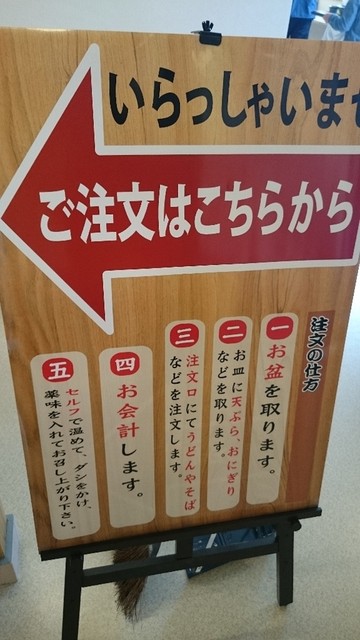 いらっしゃいませ
ご注文はこちらから
注文の仕方
一 お盆を取ります。
二 お皿に天ぷら、おにぎり
などを取ります。
三 注文口にてうどんやそば
などを注文します。
四 お会計します。
五 セルフで温めて、ダシをかけ、
薬味を入れてお召し上がり下さい。